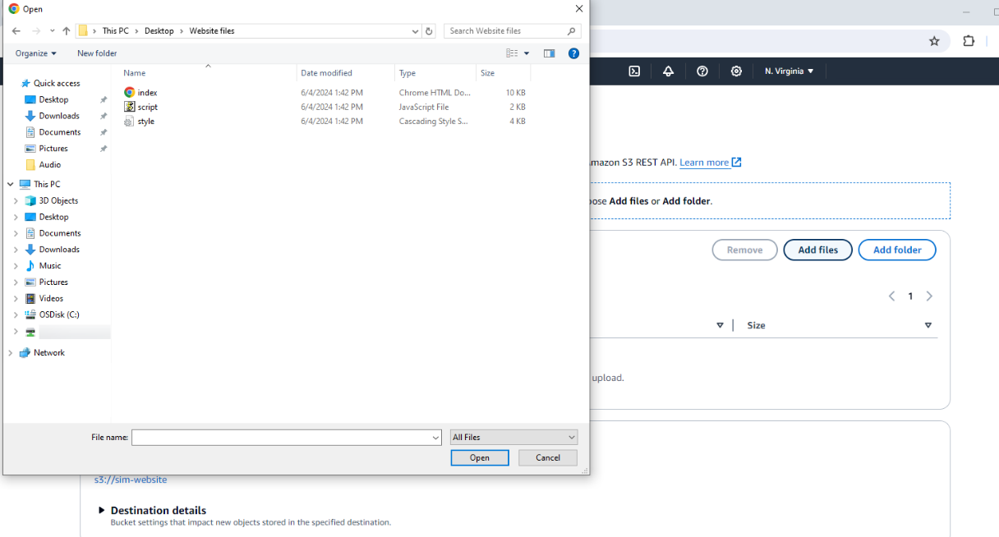 Open
This PC > Desktop > Website files
Search Website files
Organize
New folder
N. Virginia
Name
Date modified
Type
Size
index
6/4/2024 1:42 PM
Chrome HTML Do...
10 KB
script
6/4/2024 1:42 PM
JavaScript File
2 KB
style
6/4/2024 1:42 PM
Cascading Style S...
4 KB
Quick access
Desktop
Downloads
Documents
Pictures
Audio
This PC
3D Objects
Desktop
Documents
Downloads
Music
Pictures
Videos
OSDisk (C:)
Network
File name:
All Files
Open
Cancel
Amazon S3 REST API. Learn more
Add files or Add folder.
Remove
Add files
Add folder
1
Size
upload.
s3://sim-website
Destination details
Bucket settings that impact new objects stored in the specified destination.